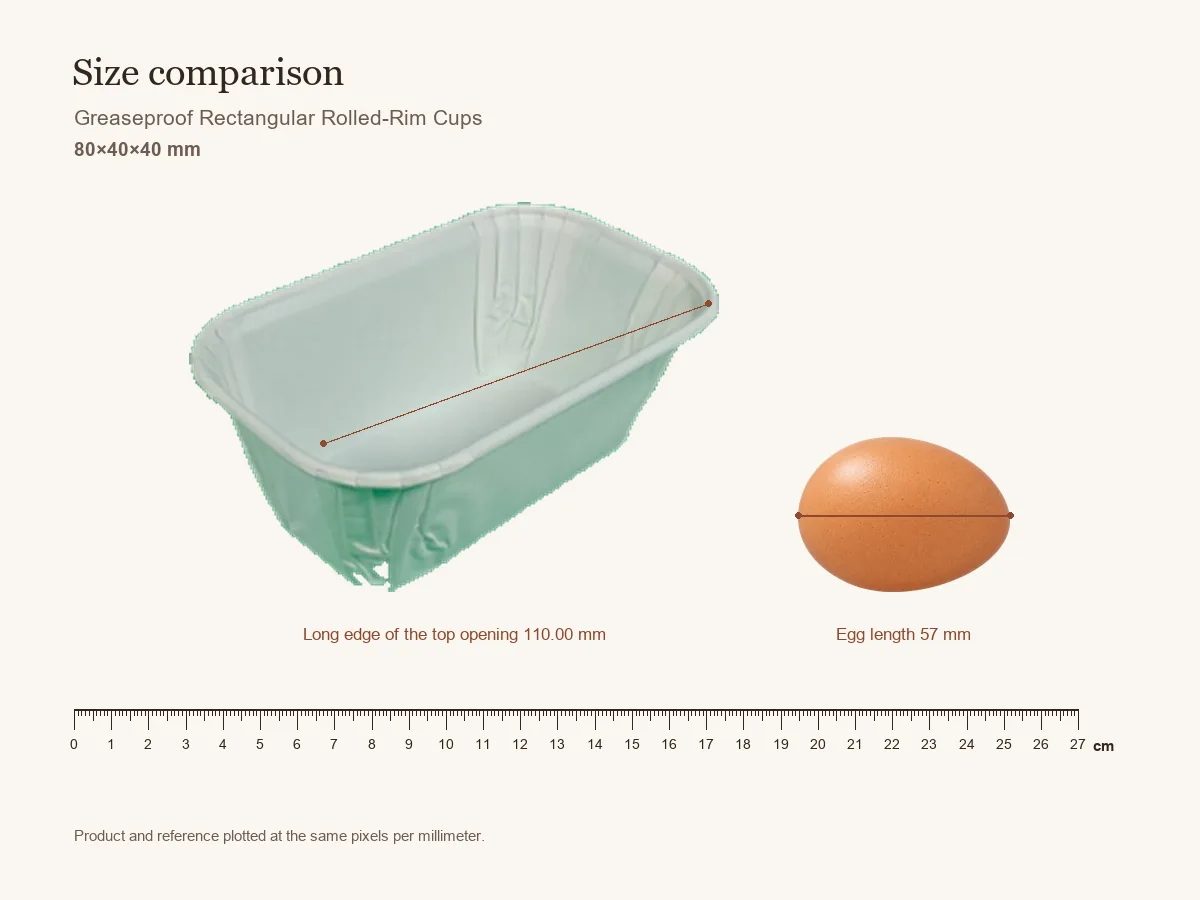 Size comparison
Greaseproof Rectangular Rolled-Rim Cups
80×40×40 mm
Long edge of the top opening 110.00 mm
Egg length 57 mm
0 1 2 3 4 5 6 7 8 9 10 11 12 13 14 15 16 17 18 19 20 21 22 23 24 25 26 27 cm
Product and reference plotted at the same pixels per millimeter.